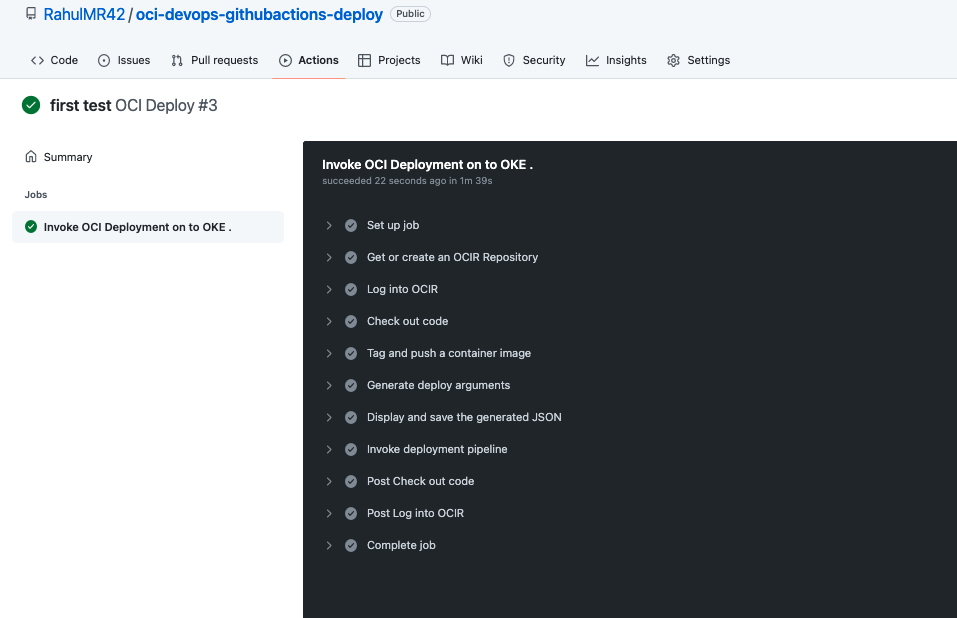 RahulMR42/oci-devops-githubactions-deploy Public
Code Issues Pull requests Actions Projects Wiki Security Insights Settings
first test OCI Deploy #3
Summary
Jobs
Invoke OCI Deployment on to OKE .
Invoke OCI Deployment on to OKE .
succeeded 22 seconds ago in 1m 39s
Set up job
Get or create an OCIR Repository
Log into OCIR
Check out code
Tag and push a container image
Generate deploy arguments
Display and save the generated JSON
Invoke deployment pipeline
Post Check out code
Post Log into OCIR
Complete job